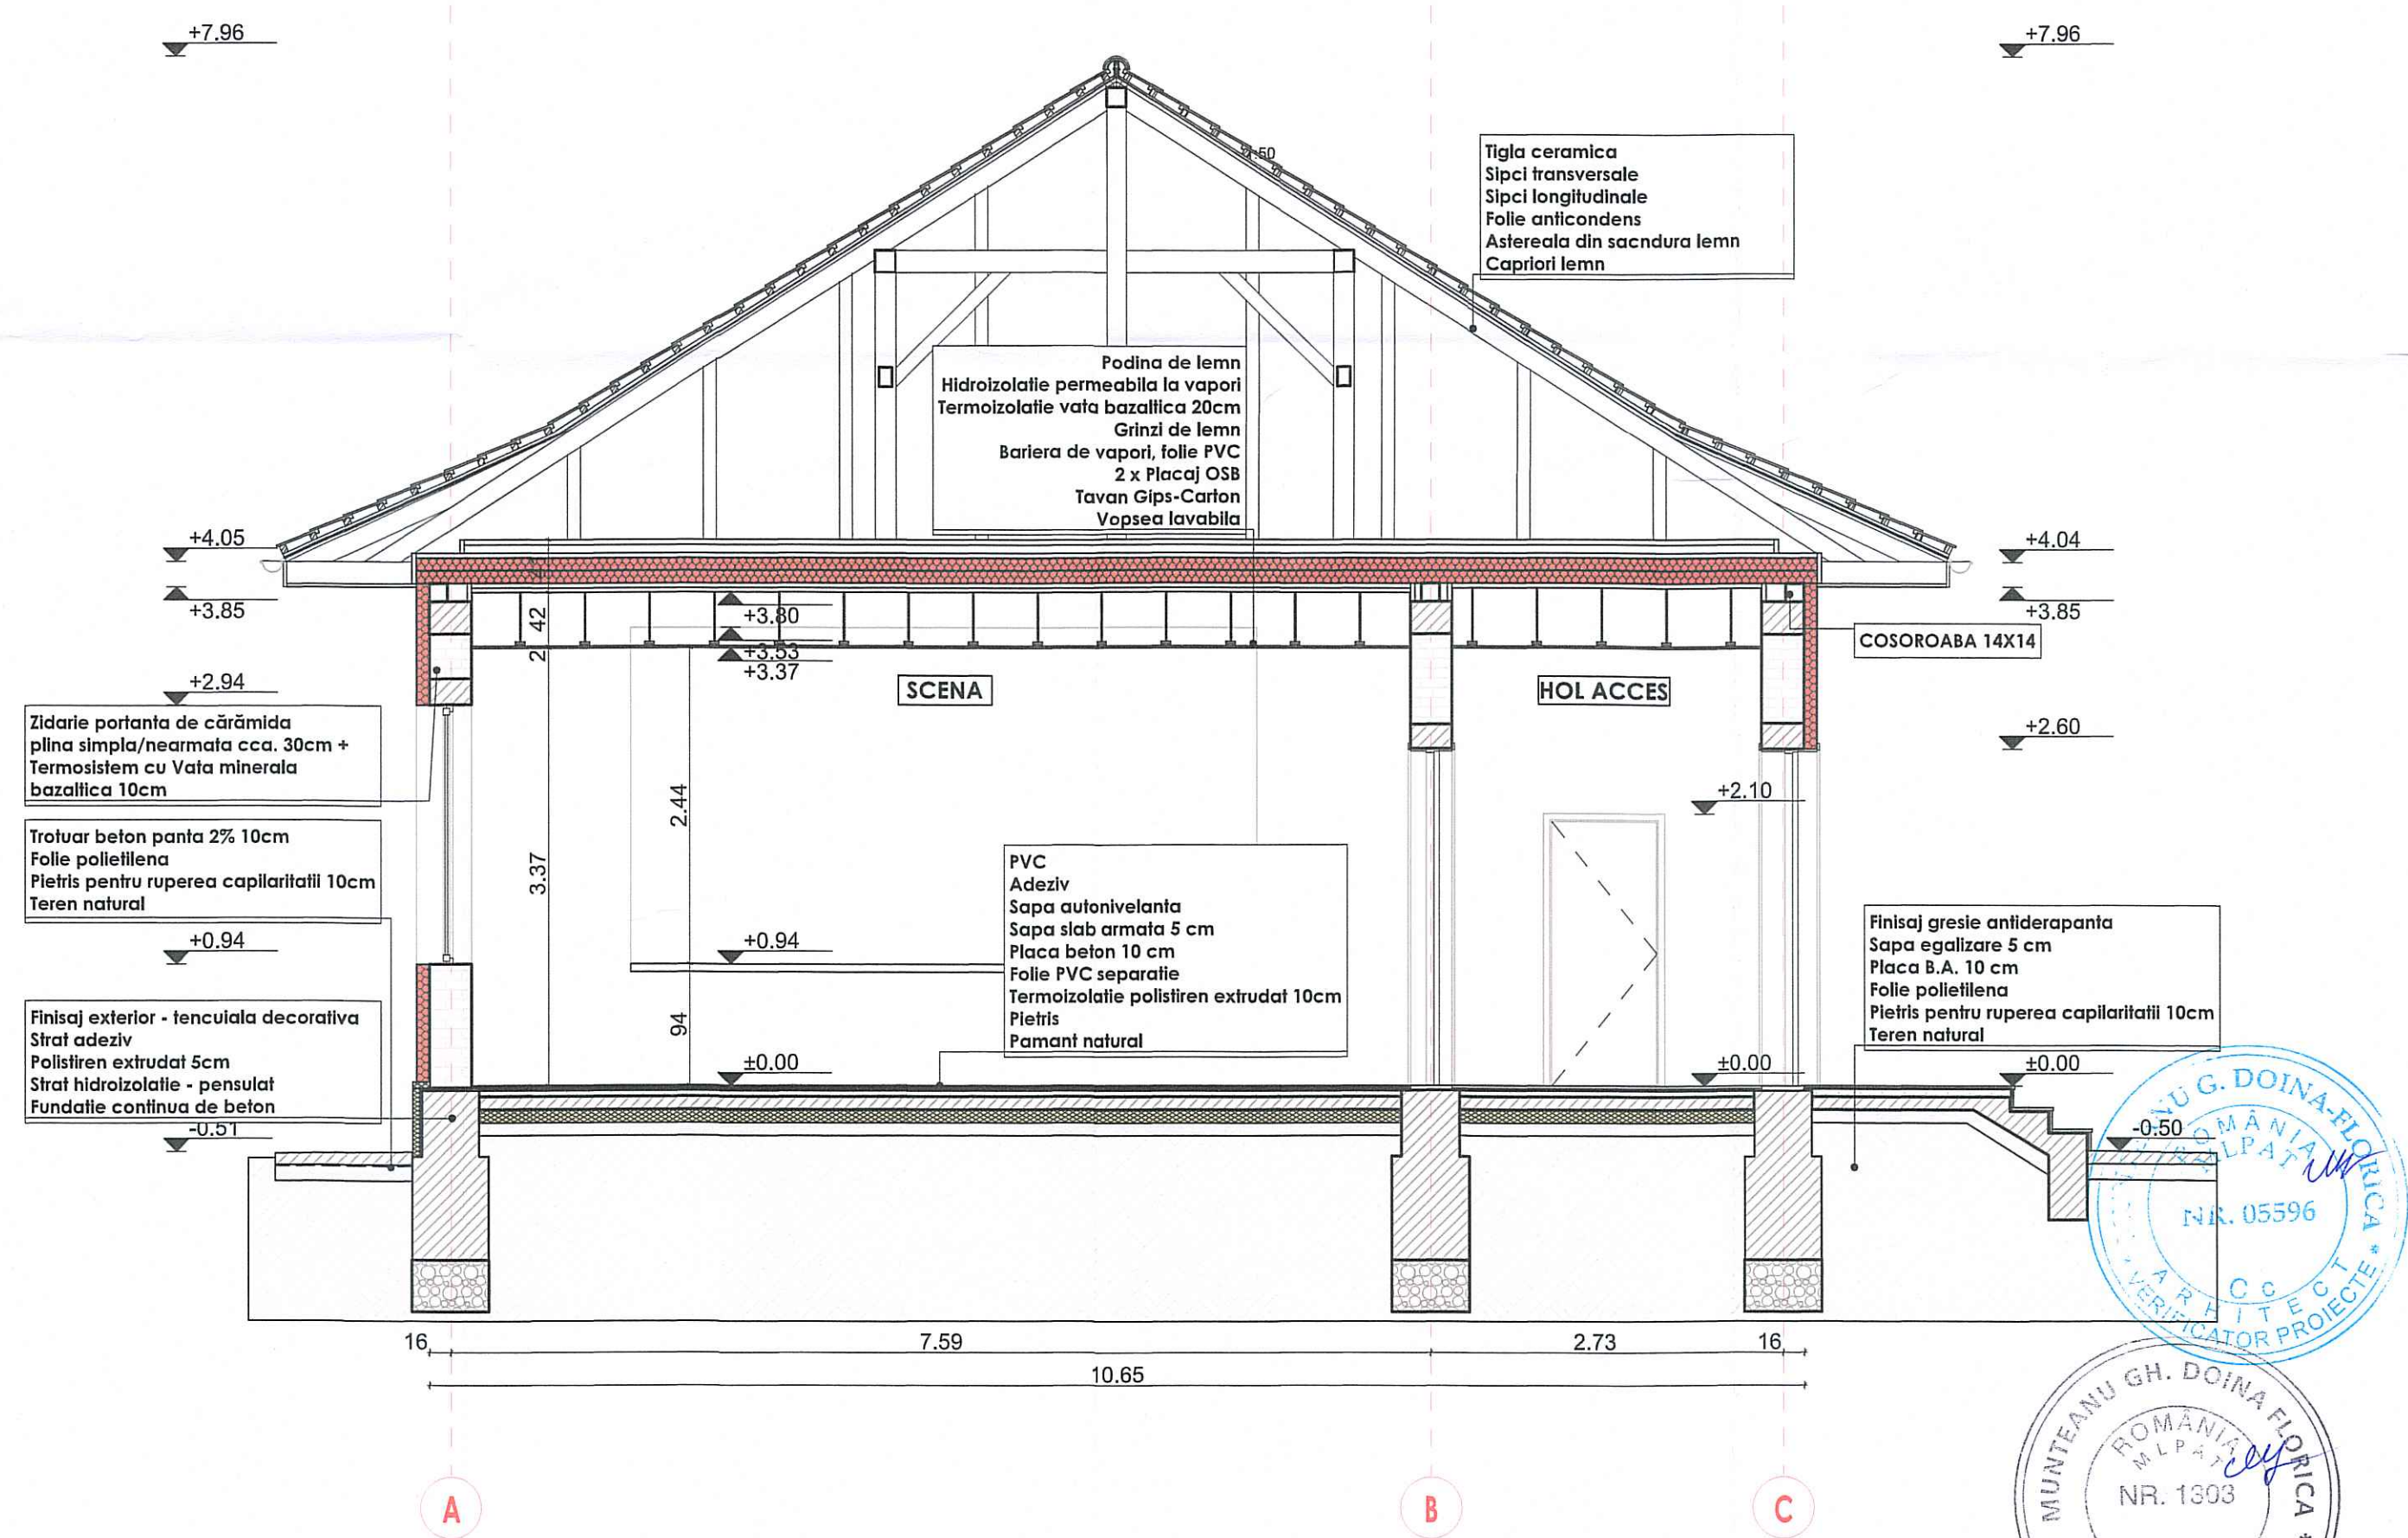 +7.96
+7.96
Tigla ceramica
Sipci transversale
Sipci longitudinale
Folie anticondens
Astereala din sacndura lemn
Capriori lemn
Podina de lemn
Hidroizolatie permeabila la vapori
Termoizolatie vata bazaltica 20cm
Grinzi de lemn
Bariera de vapori, folie PVC
2 x Placaj OSB
Tavan Gips-Carton
Vopsea lavabila
+4.05
+4.04
+3.85
+3.85
42
2
+3.80
+3.53
+3.37
COSOROABA 14X14
+2.94
SCENA
HOL ACCES
Zidarie portanta de cărămida
plina simpla/nearmata cca. 30cm +
Termosistem cu Vata minerala
bazaltica 10cm
+2.60
+2.10
2.44
3.37
Trotuar beton panta 2% 10cm
Folie polietilena
Pietris pentru ruperea capilaritatii 10cm
Teren natural
PVC
Adeziv
Sapa autonivelanta
Sapa slab armata 5 cm
Placa beton 10 cm
Folie PVC separatie
Termoizolatie polistiren extrudat 10cm
Pietris
Pamant natural
+0.94
+0.94
94
Finisaj gresie antiderapanta
Sapa egalizare 5 cm
Placa B.A. 10 cm
Folie polietilena
Pietris pentru ruperea capilaritatii 10cm
Teren natural
Finisaj exterior - tencuiala decorativa
Strat adeziv
Polistiren extrudat 5cm
Strat hidroizolatie - pensulat
Fundatie continua de beton
±0.00
±0.00
±0.00
-0.51
-0.50
G. DOINA-FLORICA *
ROMÂNIA
MLPAT
NR. 05596
Cc
ARHITECT
VERIFICATOR PROIECTE *
16
7.59
2.73
16
10.65
MUNTEANU GH. DOINA FLORICA *
ROMÂNIA
MLPAT
NR. 1303
A
B
C